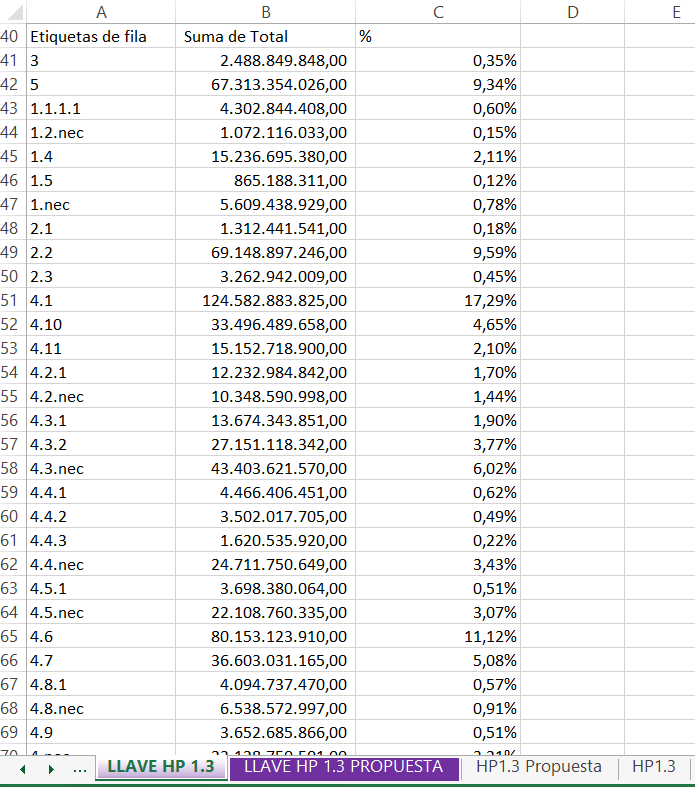 A B C D E
40 Etiquetas de fila Suma de Total %
41 3 2.488.849.848,00 0,35%
42 5 67.313.354.026,00 9,34%
43 1.1.1.1 4.302.844.408,00 0,60%
44 1.2.nec 1.072.116.033,00 0,15%
45 1.4 15.236.695.380,00 2,11%
46 1.5 865.188.311,00 0,12%
47 1.nec 5.609.438.929,00 0,78%
48 2.1 1.312.441.541,00 0,18%
49 2.2 69.148.897.246,00 9,59%
50 2.3 3.262.942.009,00 0,45%
51 4.1 124.582.883.825,00 17,29%
52 4.10 33.496.489.658,00 4,65%
53 4.11 15.152.718.900,00 2,10%
54 4.2.1 12.232.984.842,00 1,70%
55 4.2.nec 10.348.590.998,00 1,44%
56 4.3.1 13.674.343.851,00 1,90%
57 4.3.2 27.151.118.342,00 3,77%
58 4.3.nec 43.403.621.570,00 6,02%
59 4.4.1 4.466.406.451,00 0,62%
60 4.4.2 3.502.017.705,00 0,49%
61 4.4.3 1.620.535.920,00 0,22%
62 4.4.nec 24.711.750.649,00 3,43%
63 4.5.1 3.698.380.064,00 0,51%
64 4.5.nec 22.108.760.335,00 3,07%
65 4.6 80.153.123.910,00 11,12%
66 4.7 36.603.031.165,00 5,08%
67 4.8.1 4.094.737.470,00 0,57%
68 4.8.nec 6.538.572.997,00 0,91%
69 4.9 3.652.685.866,00 0,51%
... LLAVE HP 1.3 LLAVE HP 1.3 PROPUESTA HP1.3 Propuesta HP1.3